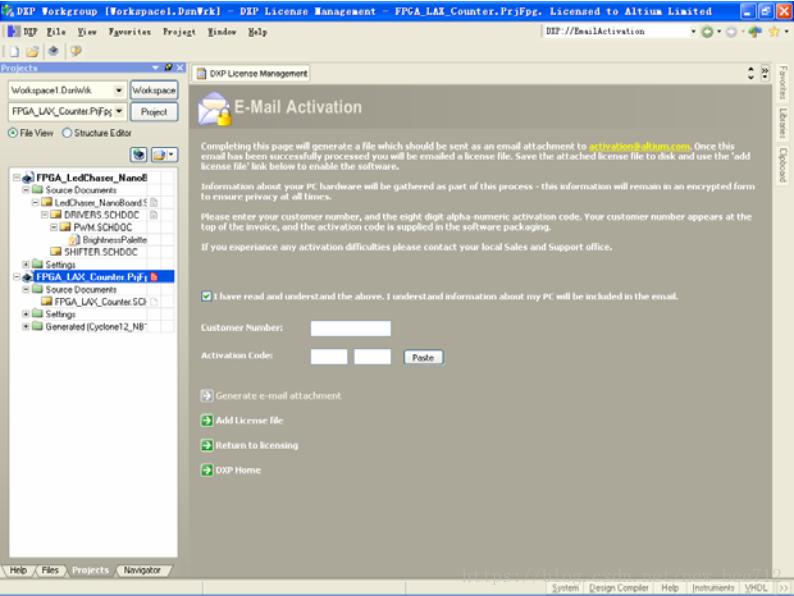 DXP Workgroup [Workspace1.DsnWrk] - DXP License Management - FPGA_LAX_Counter.PrjFpg. Licensed to Altium Limited
DXP File View Favorites Project Window Help
DXP://EmailActivation
Projects
Workspace1.DsnWrk Workspace
FPGA_LAX_Counter.PrjFpg Project
File View Structure Editor
FPGA_LedChaser_NanoB
Source Documents
LedChaser_NanoBoard.S
DRIVERS.SCHDOC
PWM.SCHDOC
BrightnessPalette
SHIFTER.SCHDOC
Settings
FPGA_LAX_Counter.PrjFp
Source Documents
FPGA_LAX_Counter.SCH
Settings
Generated (Cyclone12_NB
Help Files Projects Navigator
DXP License Management
E-Mail Activation
Completing this page will generate a file which should be sent as an email attachment to activation@altium.com. Once this
email has been successfully processed you will be emailed a license file. Save the attached license file to disk and use the 'add
license file' link below to enable the software.
Information about your PC hardware will be gathered as part of this process - this information will remain in an encrypted form
to ensure privacy at all times.
Please enter your customer number, and the eight digit alpha-numeric activation code. Your customer number appears at the
top of the invoice, and the activation code is supplied in the software packaging.
If you experiance any activation difficulties please contact your local Sales and Support office.
I have read and understand the above. I understand information about my PC will be included in the email.
Customer Number:
Activation Code: Paste
Generate e-mail attachment
Add License file
Return to licensing
DXP Home
Favorites
Libraries
Clipboard
System Design Compiler Help Instruments VHDL >>